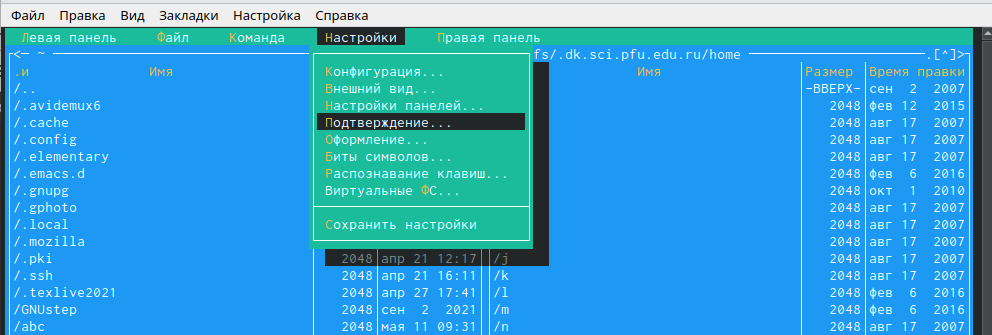 Файл Правка Вид Закладки Настройка Справка
Левая панель Файл Команда Настройки Правая панель
<— ~ fs/.dk.sci.pfu.edu.ru/home .[^]>
.и Имя Имя Размер Время правки
/.. -ВВЕРХ- сен 2 2007
/.avidemux6 2048 фев 12 2015
/.cache 2048 авг 17 2007
/.config 2048 авг 17 2007
/.elementary 2048 авг 17 2007
/.emacs.d 2048 фев 6 2016
/.gnupg 2048 окт 1 2010
/.gphoto 2048 авг 17 2007
/.local 2048 авг 17 2007
/.mozilla 2048 авг 17 2007
/.pki 2048 апр 21 12:17 /j 2048 авг 17 2007
/.ssh 2048 апр 21 16:11 /k 2048 авг 17 2007
/.texlive2021 2048 апр 27 17:41 /l 2048 фев 6 2016
/GNUstep 2048 сен 2 2021 /m 2048 фев 6 2016
/abc 2048 мая 11 09:31 /n 2048 авг 17 2007
Конфигурация...
Внешний вид...
Настройки панелей...
Подтверждение...
Оформление...
Биты символов...
Распознавание клавиш...
Виртуальные ФС...
Сохранить настройки